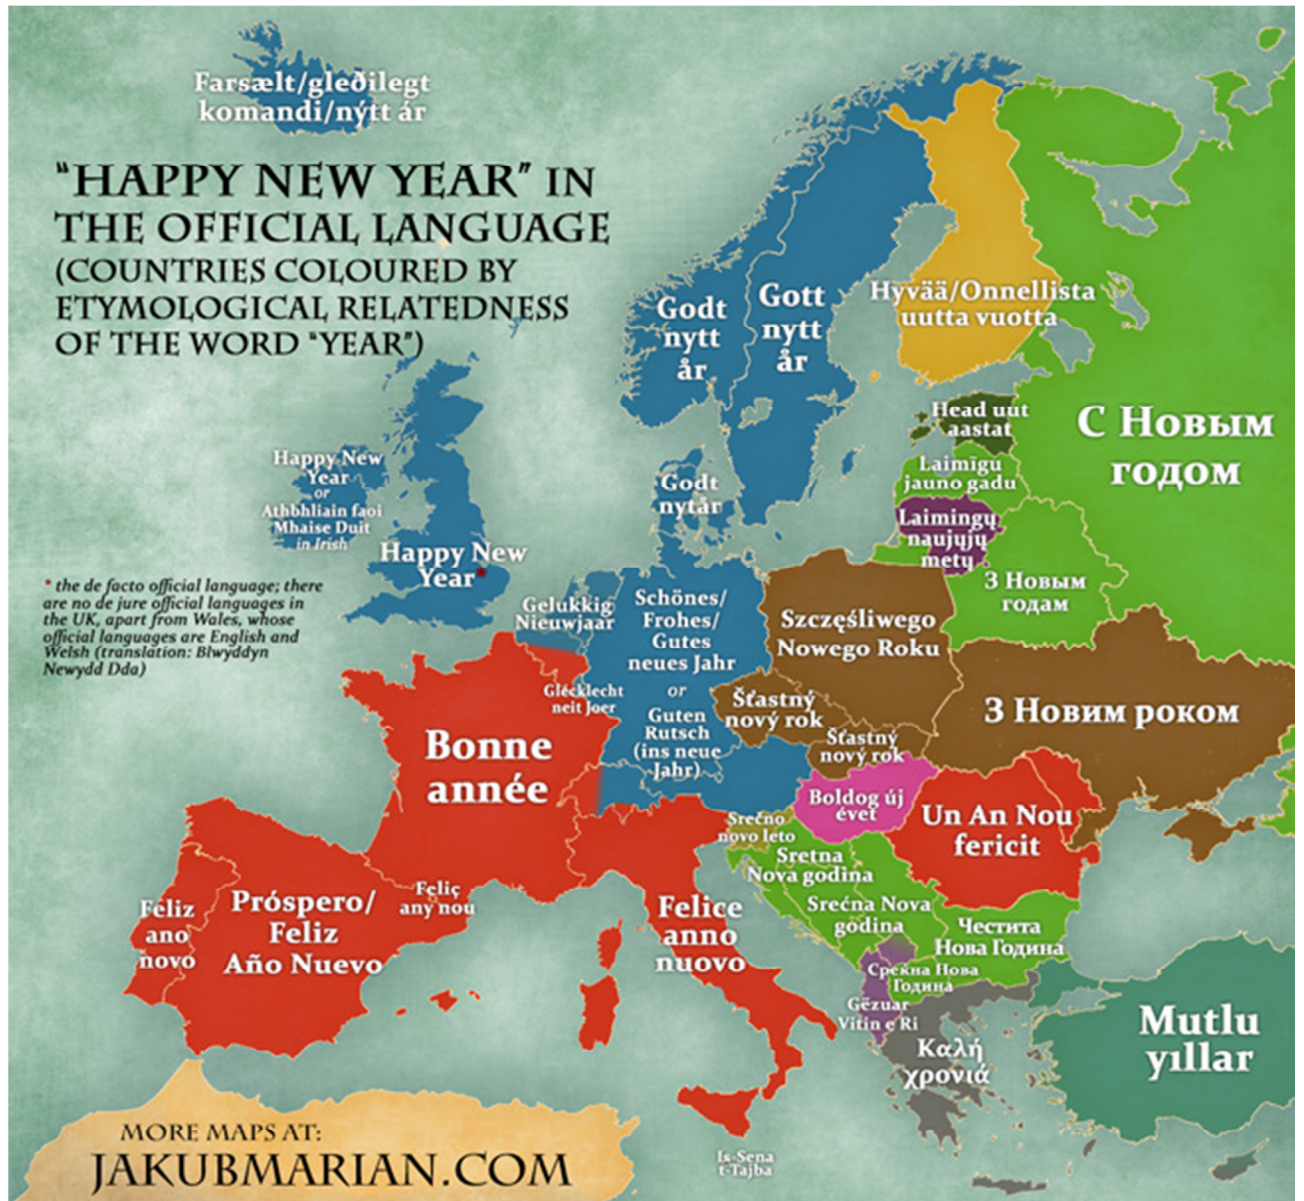 Farsælt/gleðilegt
komandi/nýtt ár
“HAPPY NEW YEAR” IN
THE OFFICIAL LANGUAGE
(COUNTRIES COLOURED BY
ETYMOLOGICAL RELATEDNESS
OF THE WORD “YEAR”)
Godt
nytt
år
Gott
nytt
år
Hyvää/Onnellista
uutta vuotta
Head uut
aastat
С Новым
годом
Laimīgu
jauno gadu
Laimingų
naujųjų
metų
Happy New
Year
or
Athbhliain faoi
Mhaise Duit
in Irish
Godt
nytår
Happy New
Year*
З Новым
годам
* the de facto official language; there
are no de jure official languages in
the UK, apart from Wales, whose
official languages are English and
Welsh (translation: Blwyddyn
Newydd Dda)
Gelukkig
Nieuwjaar
Schönes/
Frohes/
Gutes
neues Jahr
or
Guten
Rutsch
(ins neue
Jahr)
Szczęśliwego
Nowego Roku
Glécklecht
neit Joer
Šťastný
nový rok
З Новим роком
Šťastný
nový rok
Bonne
année
Boldog új
évet
Un An Nou
fericit
Srečno
novo leto
Sretna
Nova godina
Feliz
ano
novo
Próspero/
Feliz
Año Nuevo
Feliç
any nou
Felice
anno
nuovo
Srećna Nova
godina
Честита
Нова Година
Среќна Нова
Година
Gëzuar
Vitin e Ri
Καλή
χρονιά
Mutlu
yıllar
MORE MAPS AT:
JAKUBMARIAN.COM
Is-Sena
t-Tajba